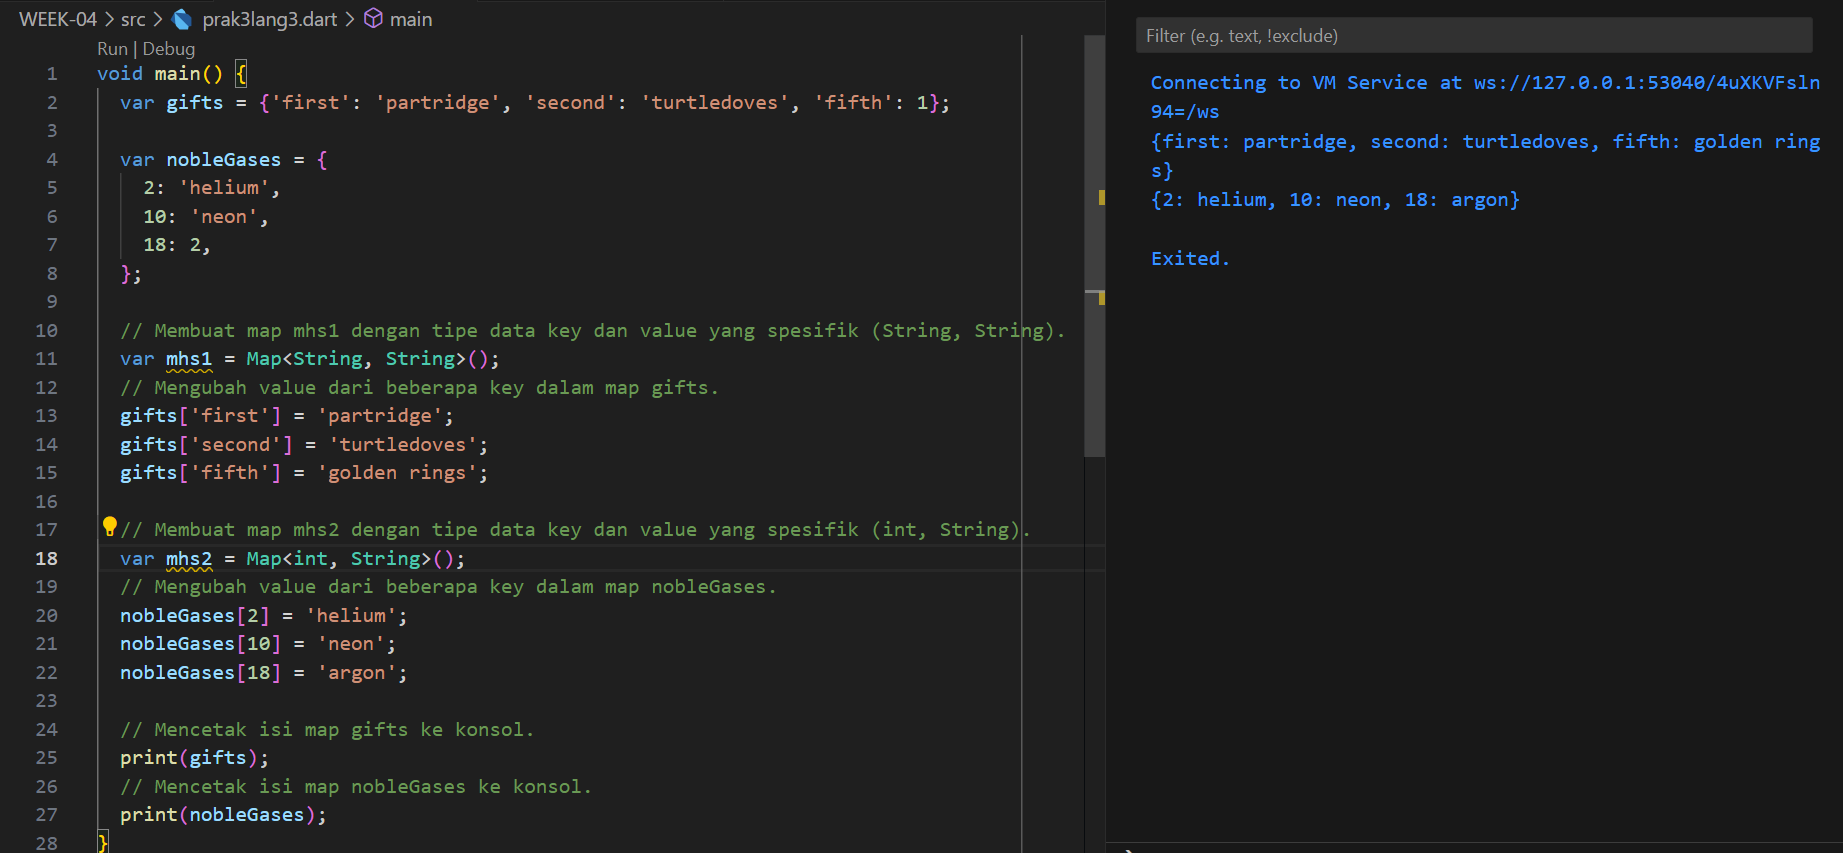 WEEK-04 > src > prak3lang3.dart > main
Run | Debug
1 void main() {
2 var gifts = {'first': 'partridge', 'second': 'turtledoves', 'fifth': 1};
3
4 var nobleGases = {
5 2: 'helium',
6 10: 'neon',
7 18: 2,
8 };
9
10 // Membuat map mhs1 dengan tipe data key dan value yang spesifik (String, String).
11 var mhs1 = Map<String, String>();
12 // Mengubah value dari beberapa key dalam map gifts.
13 gifts['first'] = 'partridge';
14 gifts['second'] = 'turtledoves';
15 gifts['fifth'] = 'golden rings';
16
17 // Membuat map mhs2 dengan tipe data key dan value yang spesifik (int, String).
18 var mhs2 = Map<int, String>();
19 // Mengubah value dari beberapa key dalam map nobleGases.
20 nobleGases[2] = 'helium';
21 nobleGases[10] = 'neon';
22 nobleGases[18] = 'argon';
23
24 // Mencetak isi map gifts ke konsol.
25 print(gifts);
26 // Mencetak isi map nobleGases ke konsol.
27 print(nobleGases);
28 }
Filter (e.g. text, !exclude)
Connecting to VM Service at ws://127.0.0.1:53040/4uXKVFsln
94=/ws
{first: partridge, second: turtledoves, fifth: golden ring
s}
{2: helium, 10: neon, 18: argon}
Exited.